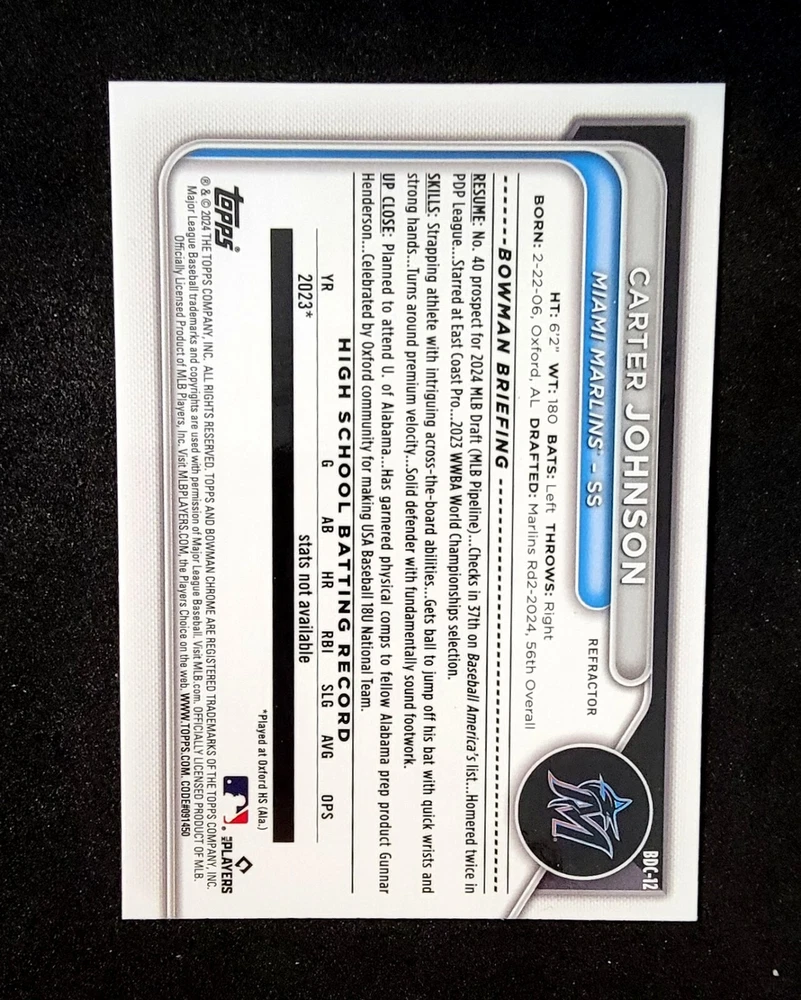 BDC-12
CARTER JOHNSON
MIAMI MARLINS™ - SS
REFRACTOR
HT: 6'2" WT: 180 BATS: Left THROWS: Right
BORN: 2-22-06, Oxford, AL DRAFTED: Marlins Rd2-2024, 56th Overall
BOWMAN BRIEFING
RESUME: No. 40 prospect for 2024 MLB Draft (MLB Pipeline)...Checks in 37th on Baseball America's list...Homered twice in
PDP League...Starred at East Coast Pro...2023 WWBA World Championships selection.
SKILLS: Strapping athlete with intriguing across-the-board abilities...Gets ball to jump off his bat with quick wrists and
strong hands...Turns around premium velocity...Solid defender with fundamentally sound footwork.
UP CLOSE: Planned to attend U. of Alabama...Has garnered physical comps to fellow Alabama prep product Gunnar
Henderson...Celebrated by Oxford community for making USA Baseball 18U National Team.
HIGH SCHOOL BATTING RECORD
YR G AB HR RBI SLG AVG OPS
2023* stats not available
*Played at Oxford HS (Ala.)
topps®
MLB PLAYERS
® & © 2024 THE TOPPS COMPANY, INC. ALL RIGHTS RESERVED. TOPPS AND BOWMAN CHROME ARE REGISTERED TRADEMARKS OF THE TOPPS COMPANY, INC.
Major League Baseball trademarks and copyrights are used with permission of Major League Baseball. Visit MLB.com. OFFICIALLY LICENSED PRODUCT OF MLB.
Officially Licensed Product of MLB Players, Inc. Visit MLBPLAYERS.COM, the Players Choice on the web. WWW.TOPPS.COM. CODE#091450